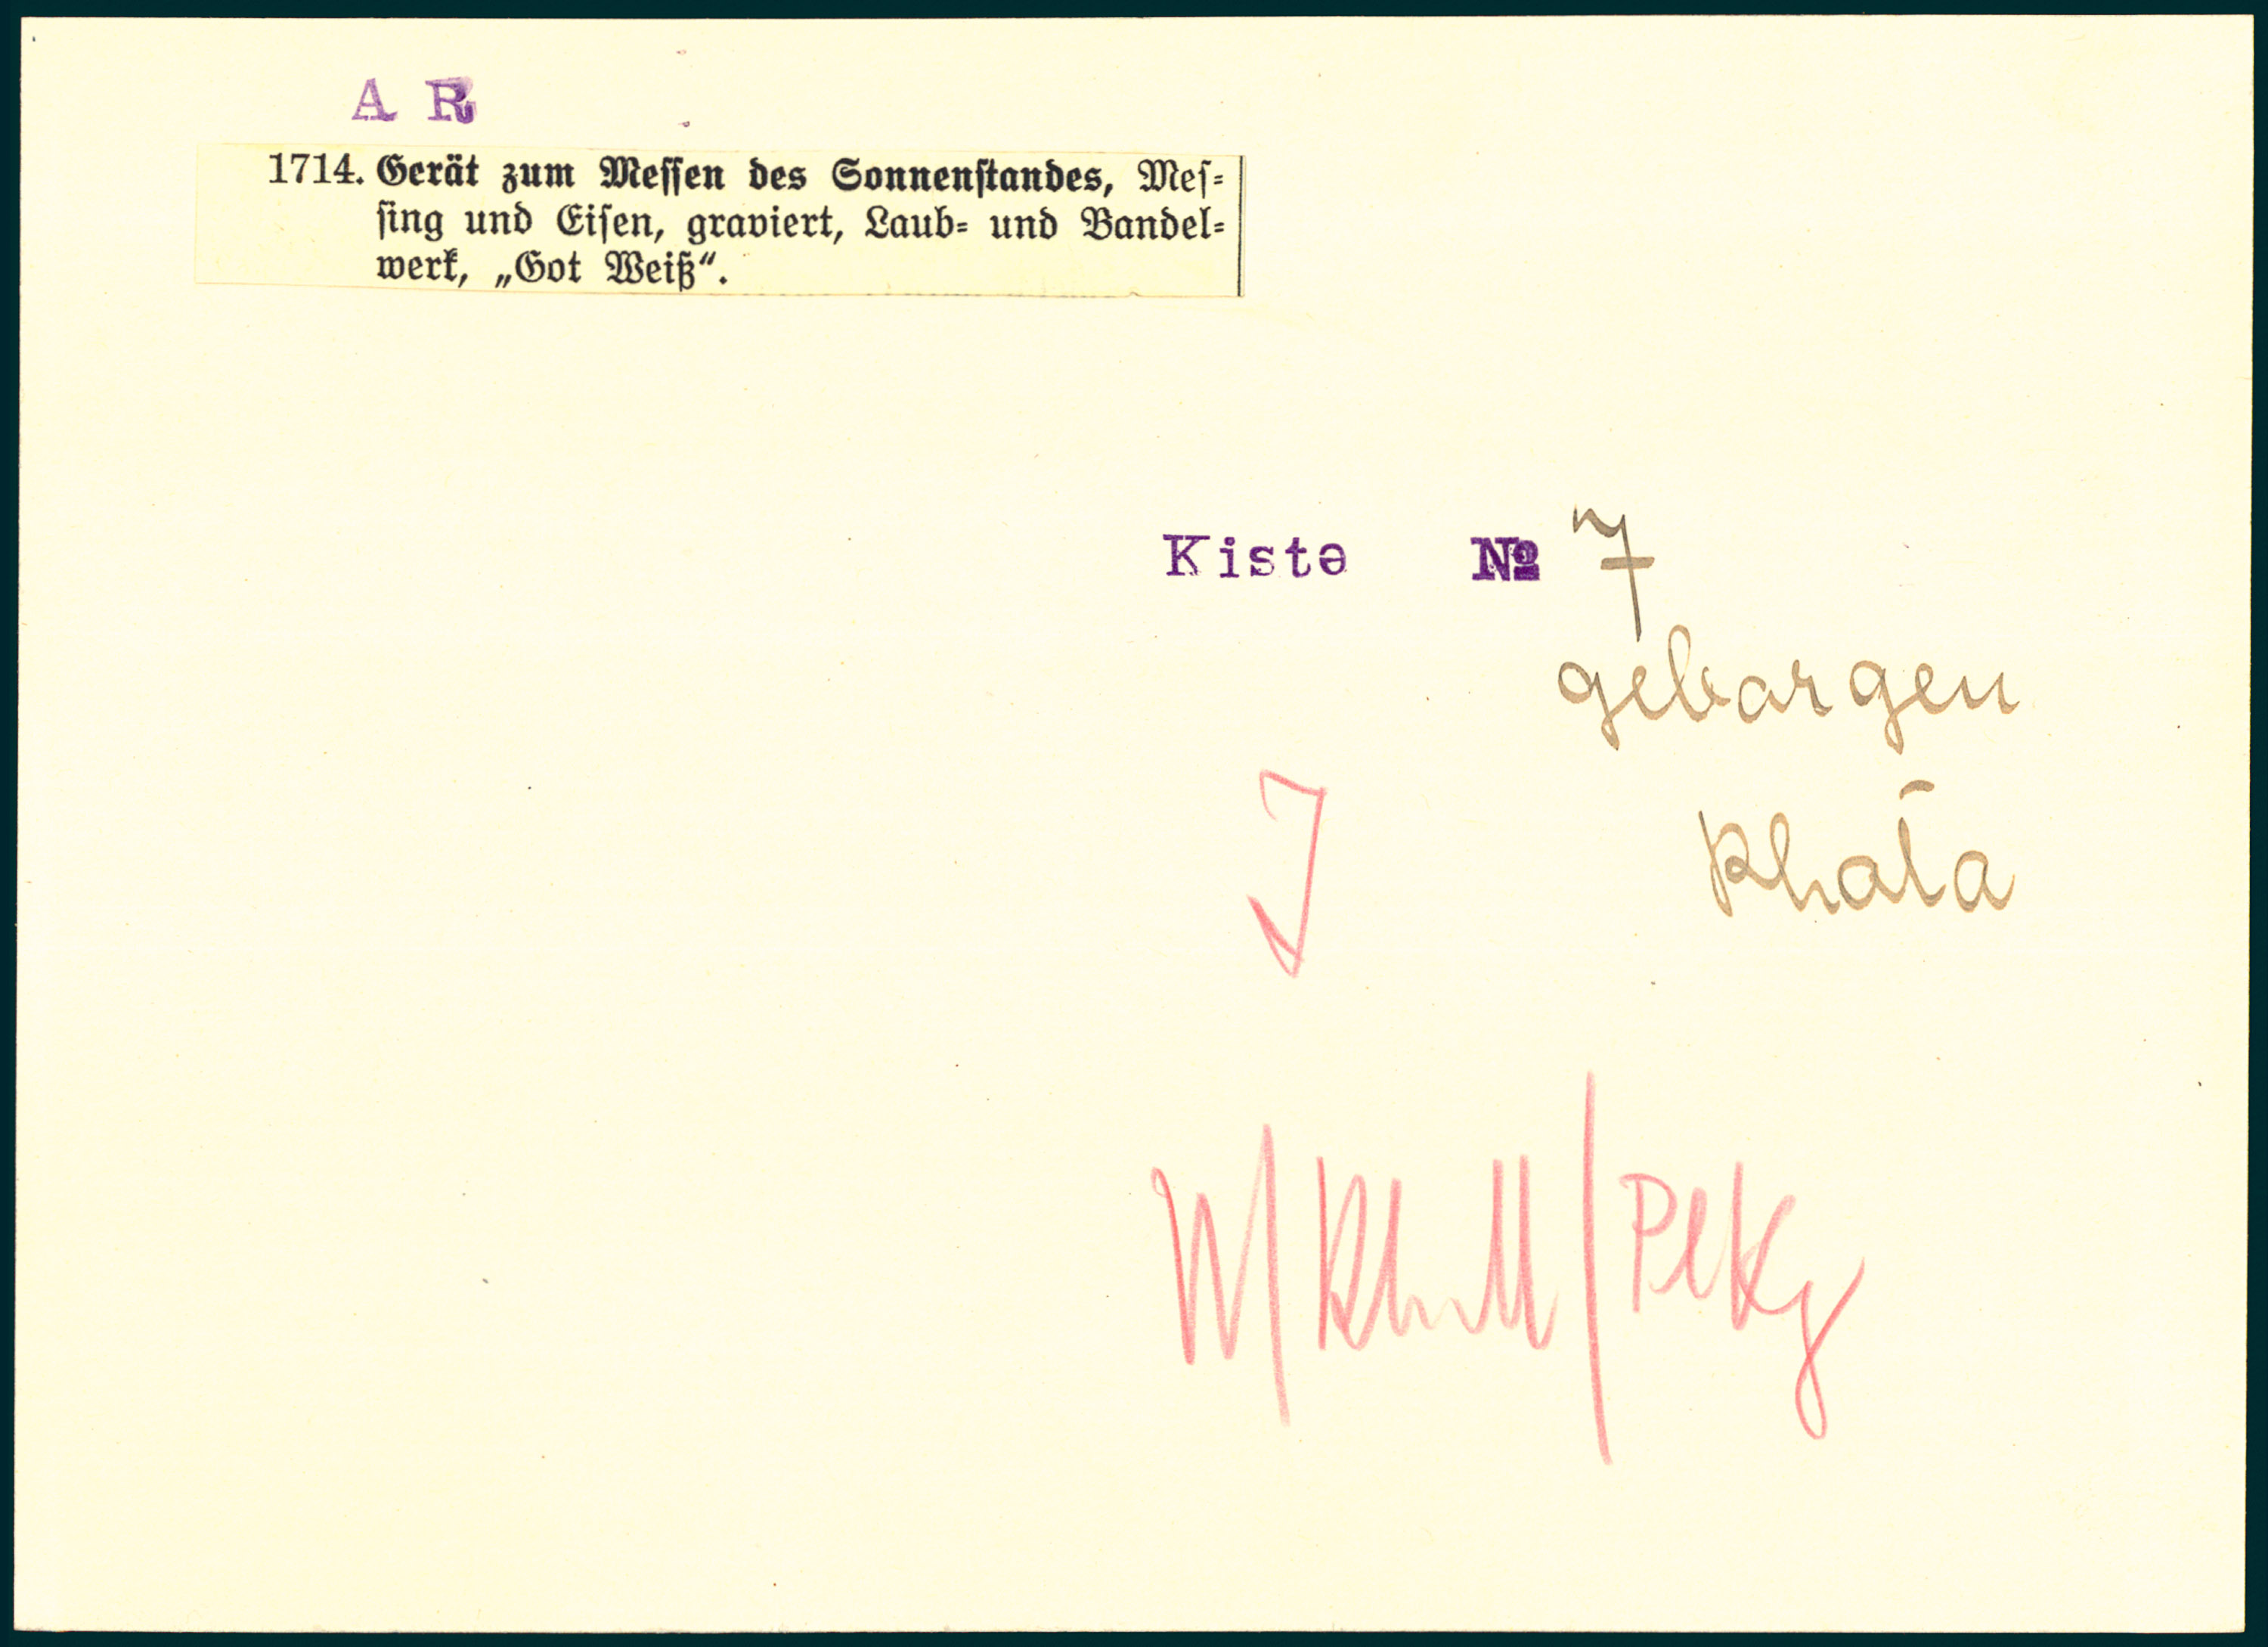 A R
1714. Gerät zum Messen des Sonnenstandes, Mes-
sing und Eisen, graviert, Laub- und Bandel-
werk, „Got Weiß“.
Kiste № 7
geborgen
J